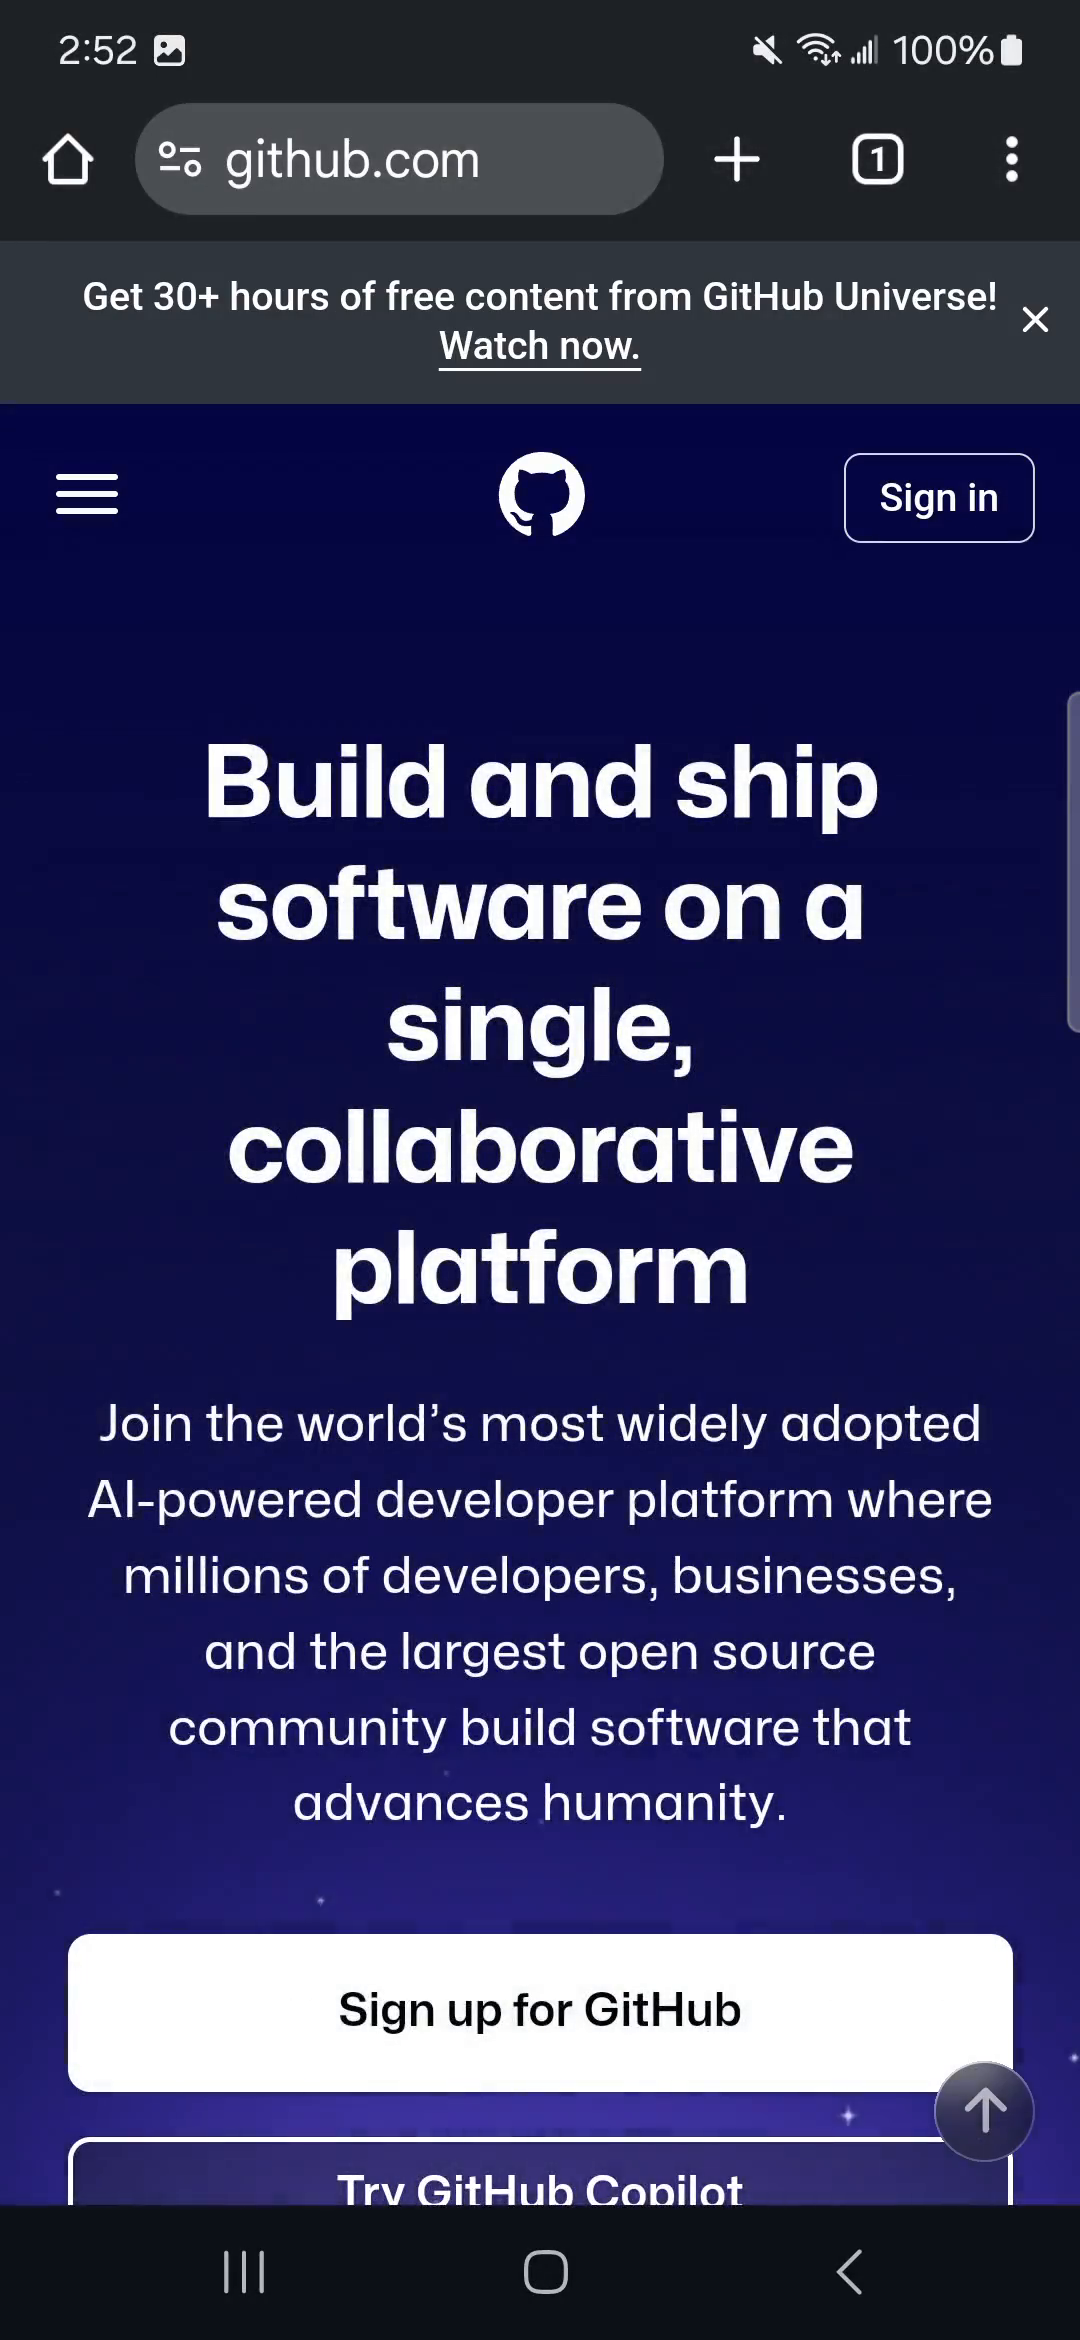 2:52
100%
github.com
1
Get 30+ hours of free content from GitHub Universe!
Watch now.
Sign in
Build and ship
software on a
single,
collaborative
platform
Join the world’s most widely adopted
AI-powered developer platform where
millions of developers, businesses,
and the largest open source
community build software that
advances humanity.
Sign up for GitHub
Try GitHub Copilot